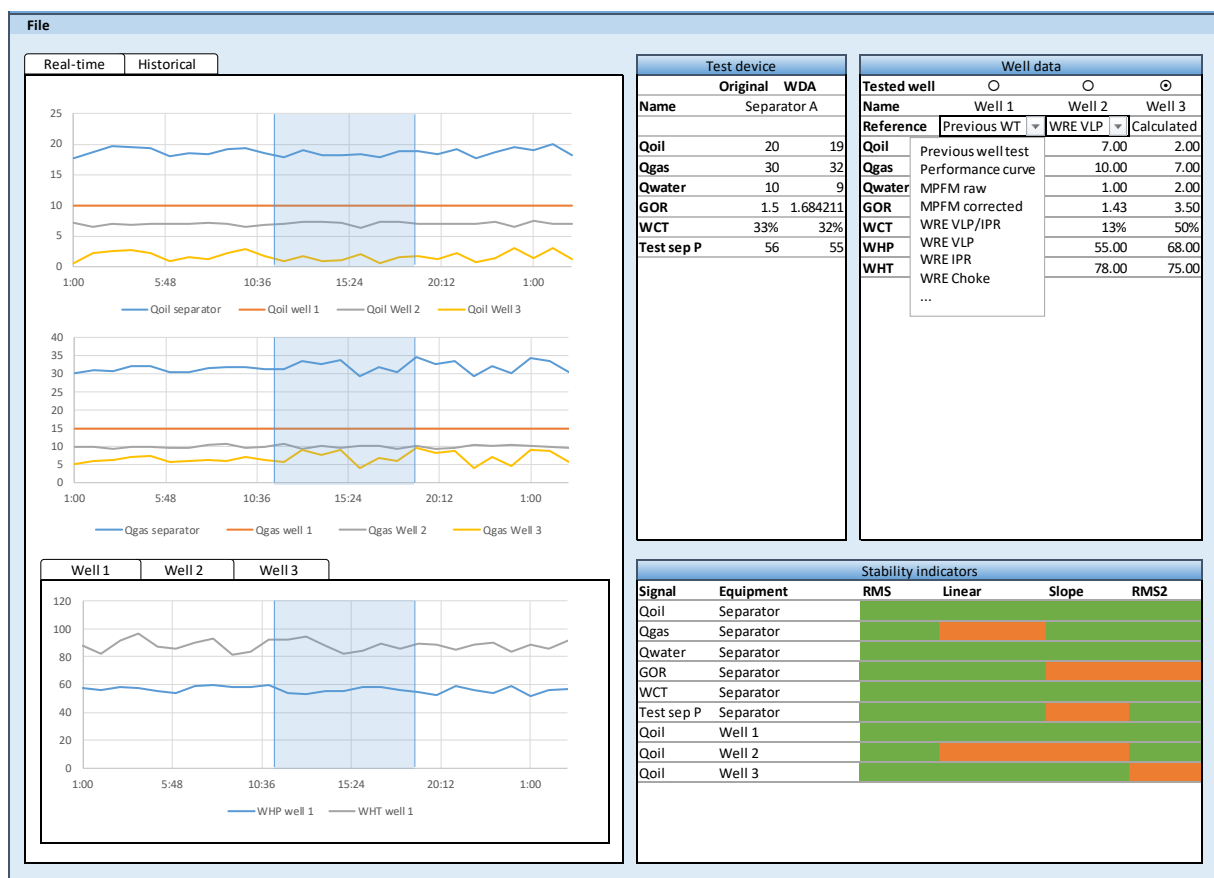 File
Real-time Historical
25
20
15
10
5
0
1:00 5:48 10:36 15:24 20:12 1:00
Qoil separator Qoil well 1 Qoil Well 2 Qoil Well 3
40
35
30
25
20
15
10
5
0
1:00 5:48 10:36 15:24 20:12 1:00
Qgas separator Qgas well 1 Qgas Well 2 Qgas Well 3
Well 1 Well 2 Well 3
120
100
80
60
40
20
0
1:00 5:48 10:36 15:24 20:12 1:00
WHP well 1 WHT well 1
Test device
Original WDA
Name Separator A
Qoil 20 19
Qgas 30 32
Qwater 10 9
GOR 1.5 1.684211
WCT 33% 32%
Test sep P 56 55
Well data
Tested well
Name Well 1 Well 2 Well 3
Reference Previous WT WRE VLP Calculated
Qoil 7.00 2.00
Qgas 10.00 7.00
Qwater 1.00 2.00
GOR 1.43 3.50
WCT 13% 50%
WHP 55.00 68.00
WHT 78.00 75.00
Previous well test
Performance curve
MPFM raw
MPFM corrected
WRE VLP/IPR
WRE VLP
WRE IPR
WRE Choke
...
Stability indicators
Signal Equipment RMS Linear Slope RMS2
Qoil Separator
Qgas Separator
Qwater Separator
GOR Separator
WCT Separator
Test sep P Separator
Qoil Well 1
Qoil Well 2
Qoil Well 3